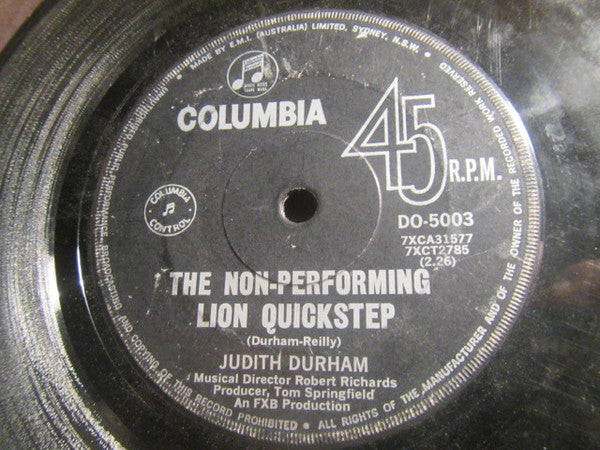 MADE BY E.M.I. (AUSTRALIA) LIMITED, SYDNEY, N.S.W. • ALL RIGHTS OF THE MANUFACTURER AND OF THE OWNER OF THE RECORDED WORK RESERVED
COLUMBIA
45 R.P.M.
COLUMBIA
CONTROL
DO-5003
7XCA31577
7XCT2785
(2.26)
THE NON-PERFORMING
LION QUICKSTEP
(Durham-Reilly)
JUDITH DURHAM
Musical Director Robert Richards
Producer, Tom Springfield
An FXB Production
BROADCASTING AND COPYING OF THIS RECORD PROHIBITED •